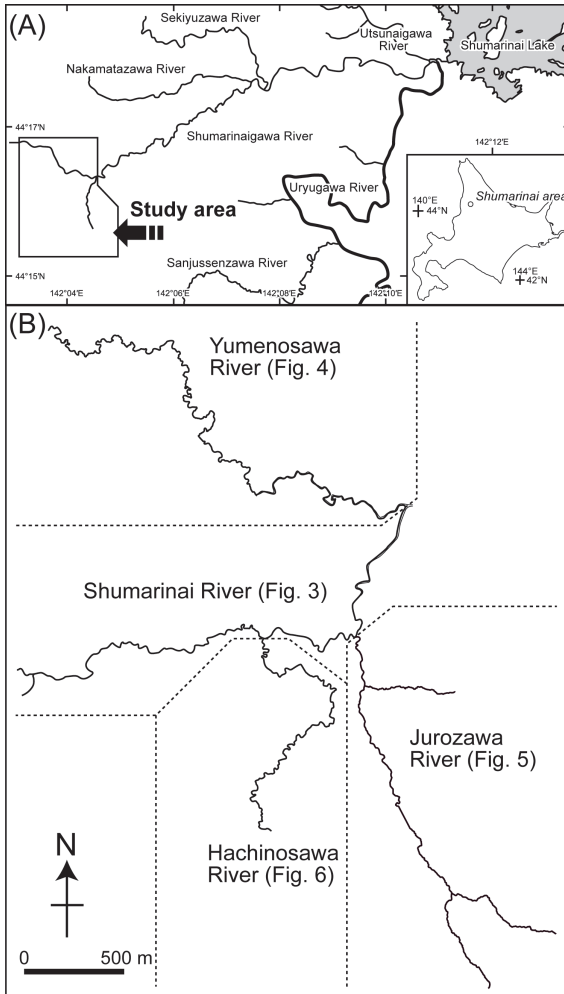 (A)
Sekiyuzawa River
Utsunaigawa
River
Shumarinai Lake
Nakamatazawa River
44°17'N
Shumarinaigawa River
142°12'E
Uryugawa River
140°E
44°N
Shumarinai area
Study area
Sanjussenzawa River
144°E
42°N
44°15'N
142°04'E
142°06'E
142°08'E
142°10'E
(B)
Yumenosawa
River (Fig. 4)
Shumarinai River (Fig. 3)
Jurozawa
River (Fig. 5)
Hachinosawa
River (Fig. 6)
N
0
500 m